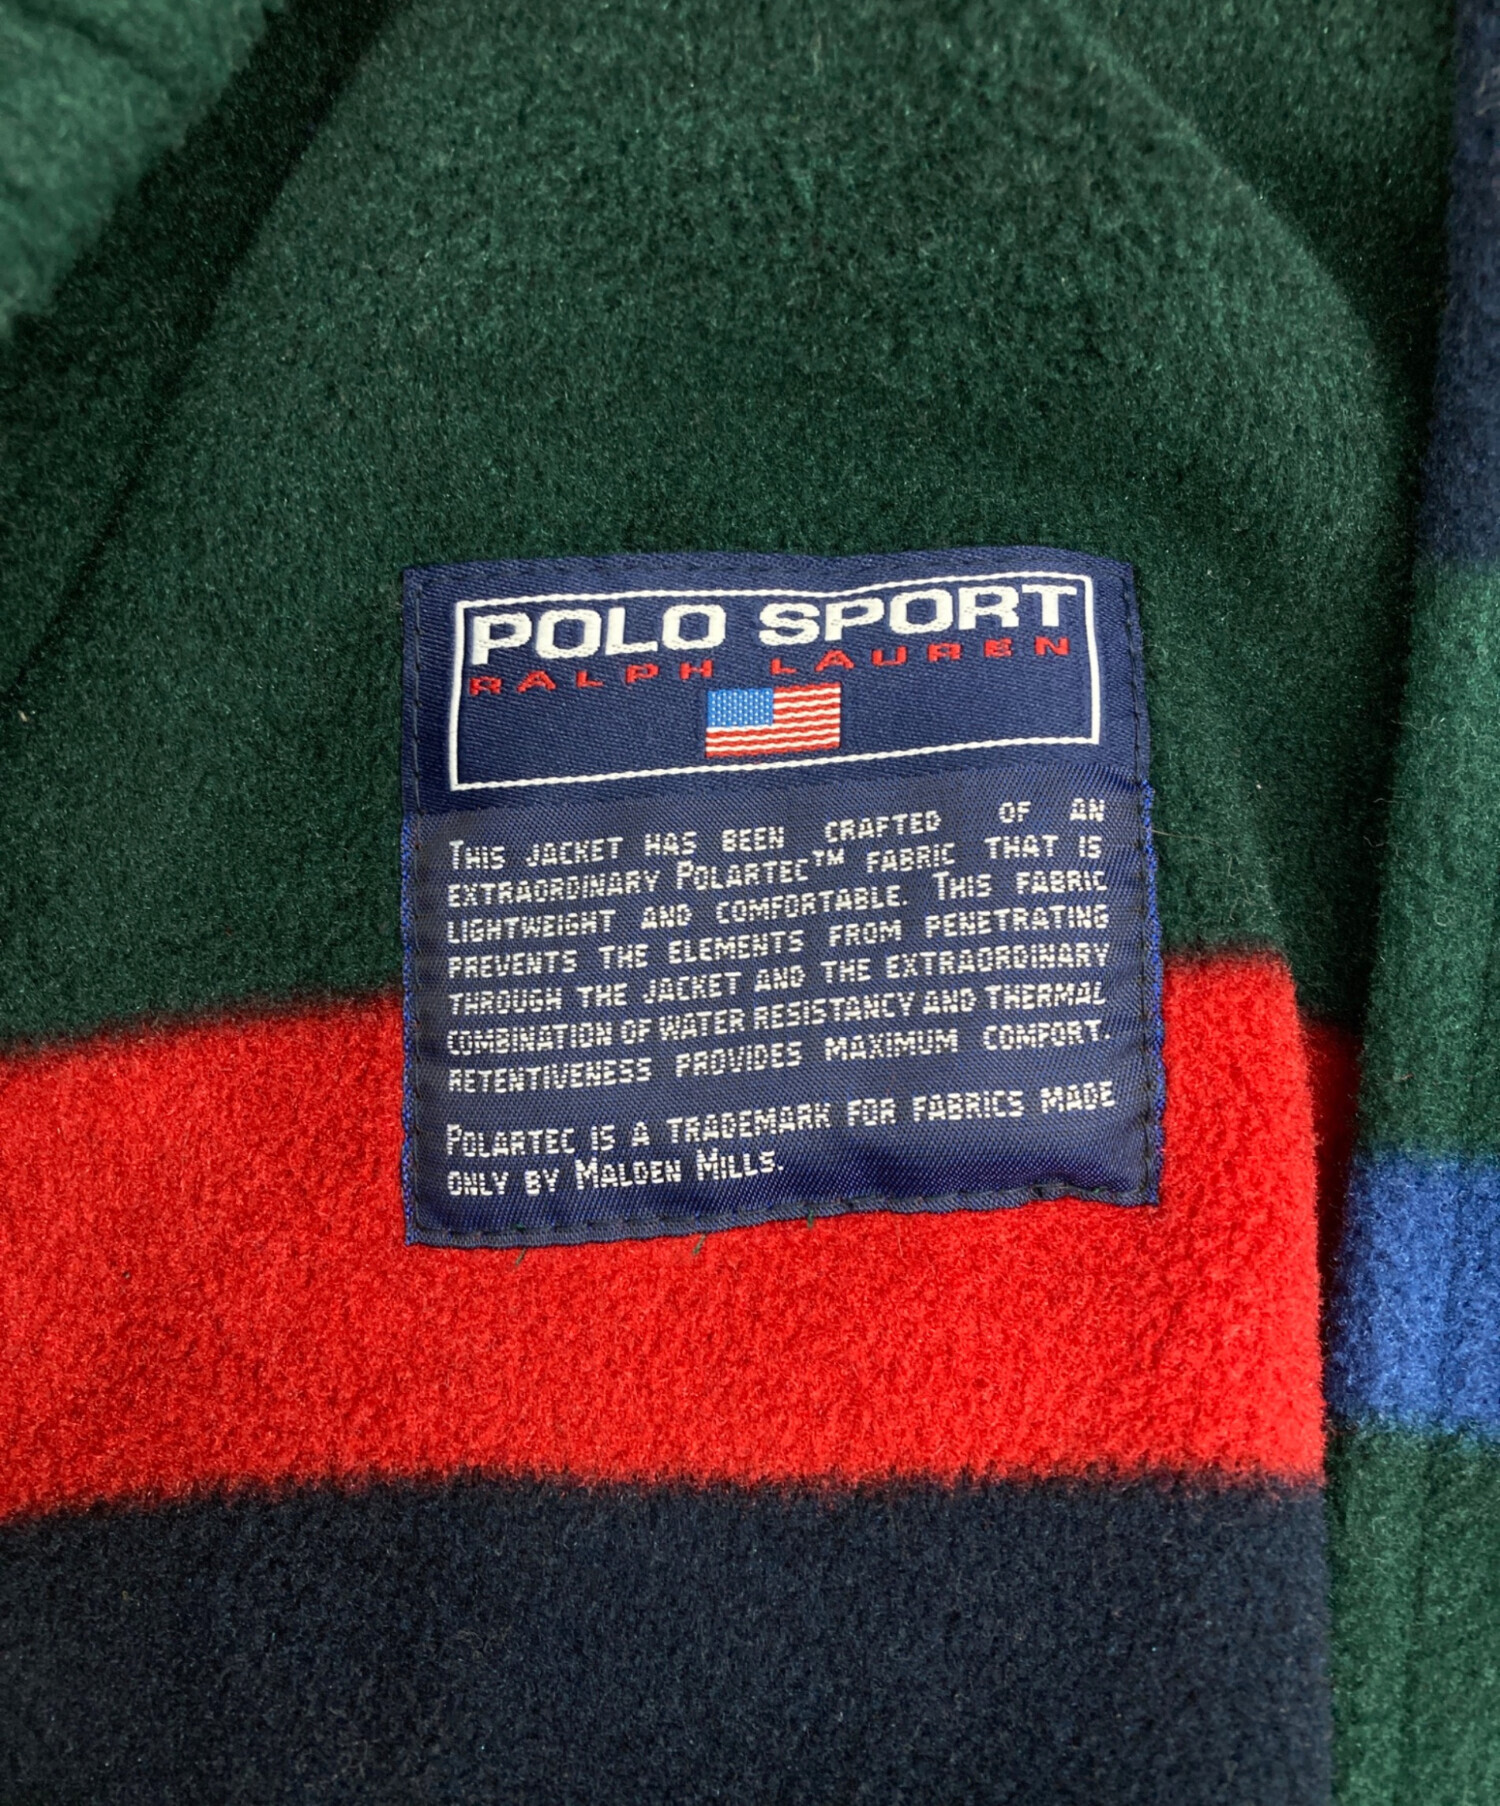 POLO SPORT
RALPH LAUREN
THIS JACKET HAS BEEN CRAFTED OF AN
EXTRAORDINARY POLARTEC™ FABRIC THAT IS
LIGHTWEIGHT AND COMFORTABLE. THIS FABRIC
PREVENTS THE ELEMENTS FROM PENETRATING
THROUGH THE JACKET AND THE EXTRAORDINARY
COMBINATION OF WATER RESISTANCY AND THERMAL
RETENTIVENESS PROVIDES MAXIMUM COMFORT.
POLARTEC IS A TRADEMARK FOR FABRICS MADE
ONLY BY MALDEN MILLS.